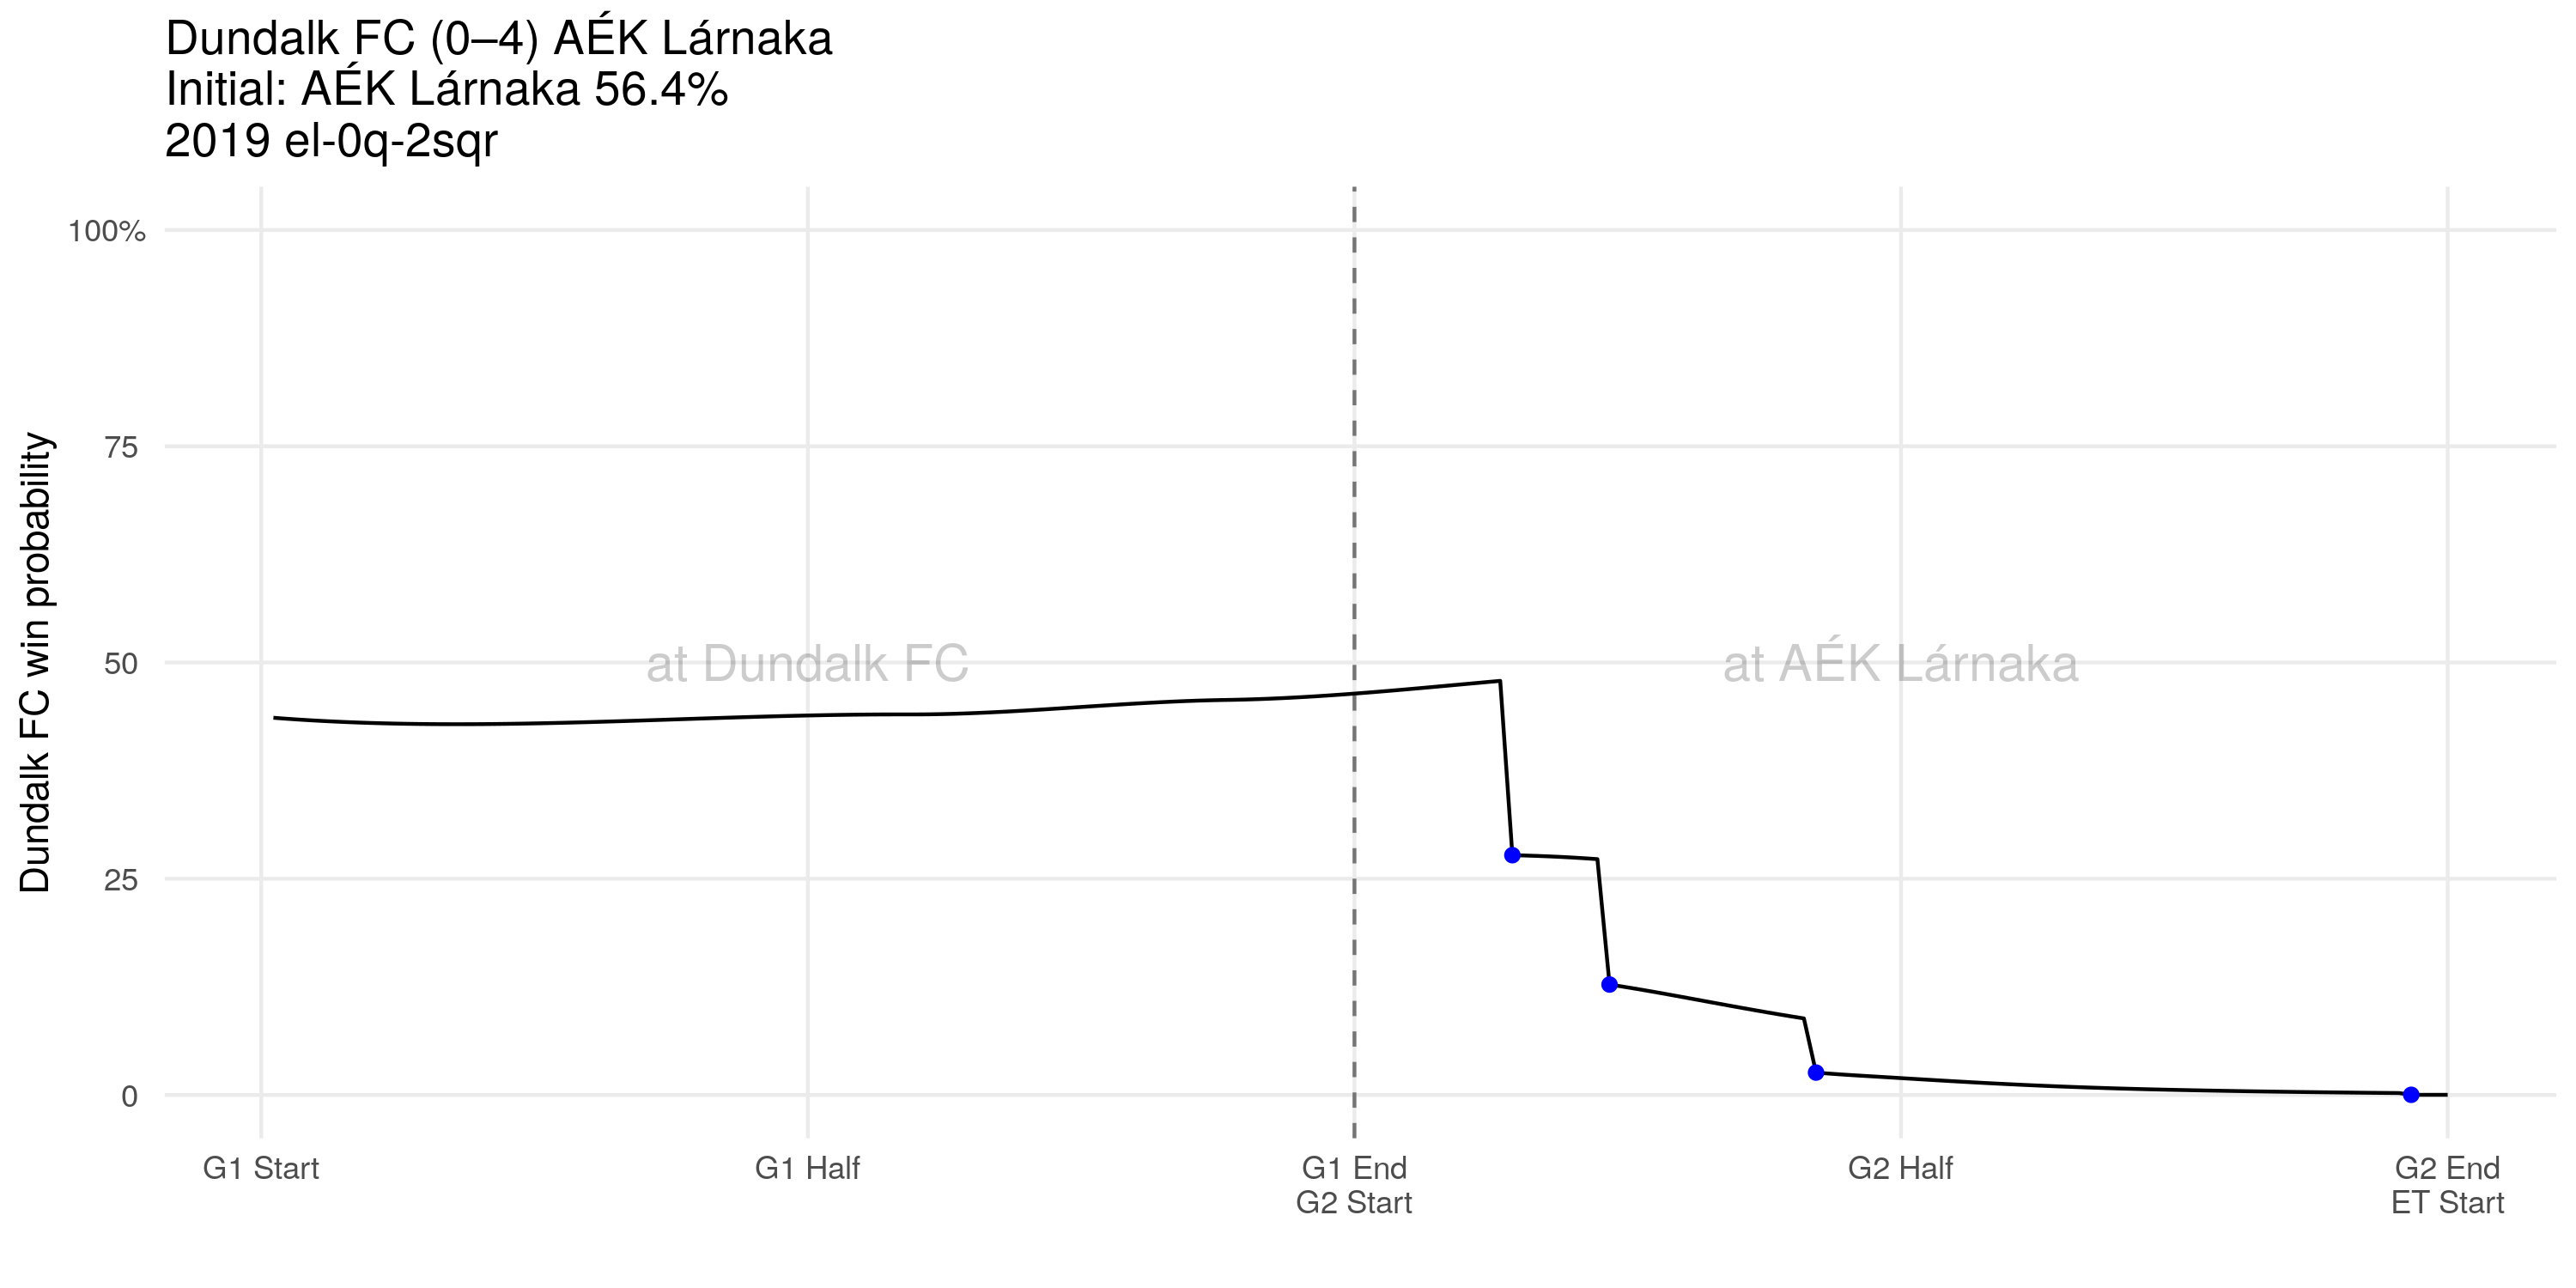 Dundalk FC (0–4) AÉK Lárnaka
Initial: AÉK Lárnaka 56.4%
2019 el-0q-2sqr
Dundalk FC win probability
100%
75
50
25
0
at Dundalk FC
at AÉK Lárnaka
G1 Start
G1 Half
G1 End
G2 Start
G2 Half
G2 End
ET Start